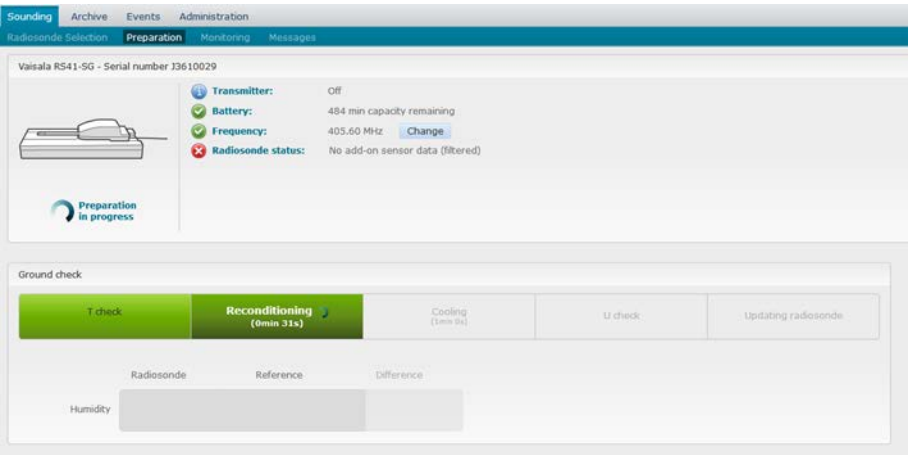 Sounding Archive Events Administration
Radiosonde Selection Preparation Monitoring Messages
Vaisala RS41-SG - Serial number J3610029
Transmitter: Off
Battery: 484 min capacity remaining
Frequency: 405.60 MHz Change
Radiosonde status: No add-on sensor data (filtered)
Preparation
in progress
Ground check
T check Reconditioning Cooling U check Updating radiosonde
(0min 31s) (1min 0s)
Radiosonde Reference Difference
Humidity